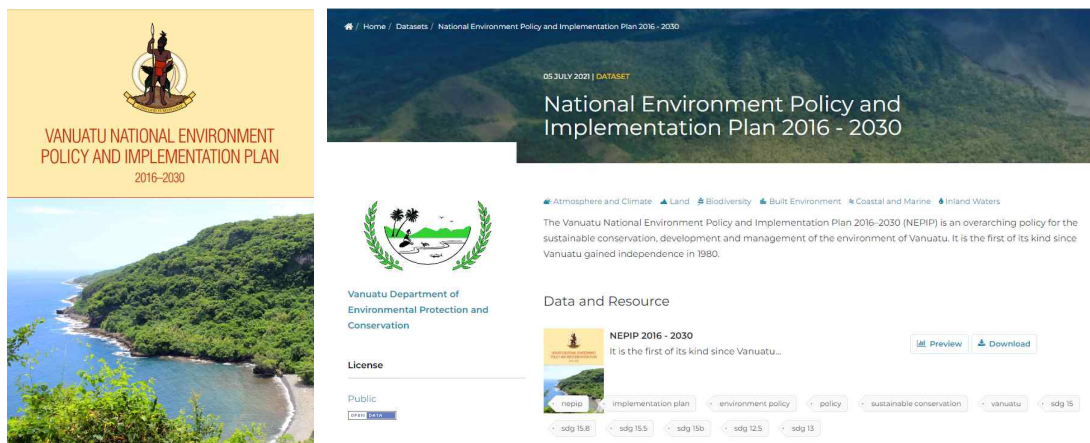 VANUATU NATIONAL ENVIRONMENT
POLICY AND IMPLEMENTATION PLAN
2016–2030
/ Home / Datasets / National Environment Policy and Implementation Plan 2016 - 2030
05 JULY 2021 | DATASET
National Environment Policy and
Implementation Plan 2016 - 2030
Atmosphere and Climate Land Biodiversity Built Environment Coastal and Marine Inland Waters
The Vanuatu National Environment Policy and Implementation Plan 2016–2030 (NEPIP) is an overarching policy for the
sustainable conservation, development and management of the environment of Vanuatu. It is the first of its kind since
Vanuatu gained independence in 1980.
Vanuatu Department of
Environmental Protection and
Conservation
License
Public
OPEN DATA
Data and Resource
VANUATU NATIONAL ENVIRONMENT
POLICY AND IMPLEMENTATION PLAN
NEPIP 2016 - 2030
It is the first of its kind since Vanuatu...
Preview Download
nepip implementation plan environment policy policy sustainable conservation vanuatu sdg 15
sdg 15.8 sdg 15.5 sdg 15b sdg 12.5 sdg 13